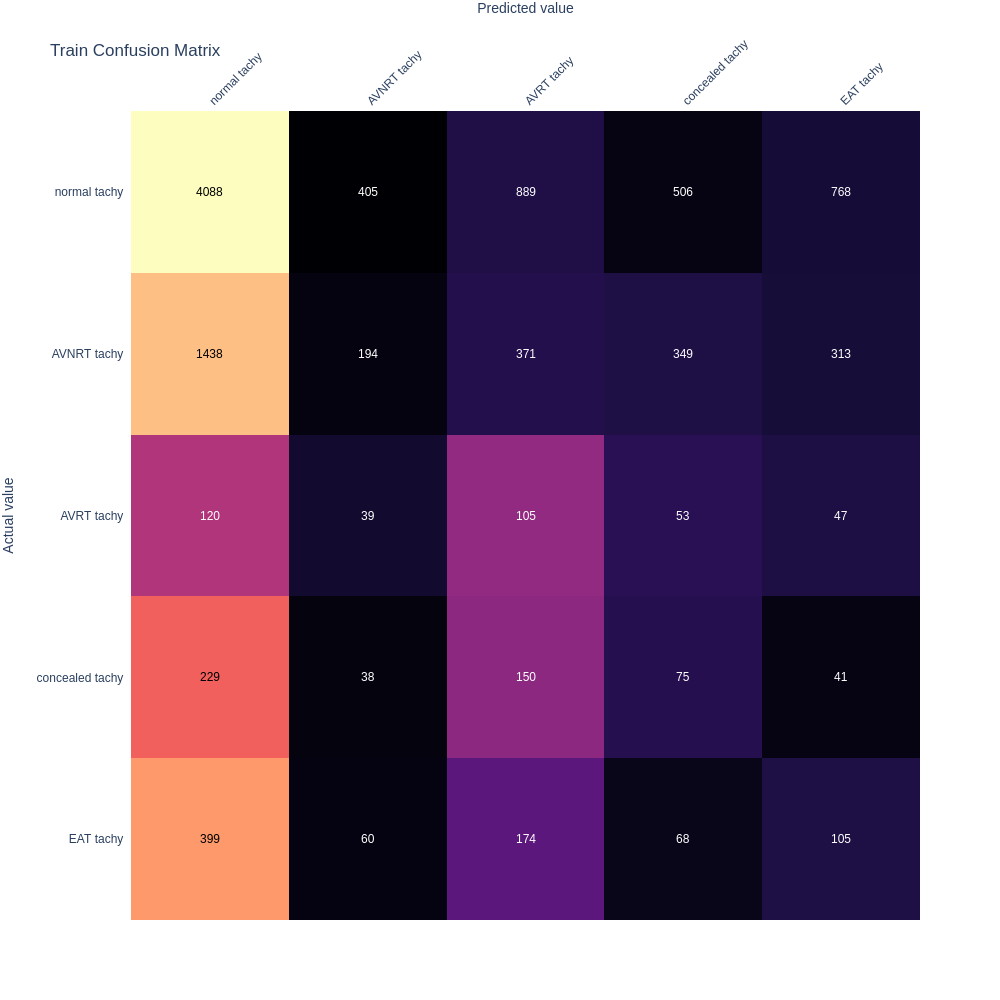 Predicted value
Train Confusion Matrix
normal tachy AVNRT tachy AVRT tachy concealed tachy EAT tachy
Actual value
normal tachy 4088 405 889 506 768
AVNRT tachy 1438 194 371 349 313
AVRT tachy 120 39 105 53 47
concealed tachy 229 38 150 75 41
EAT tachy 399 60 174 68 105